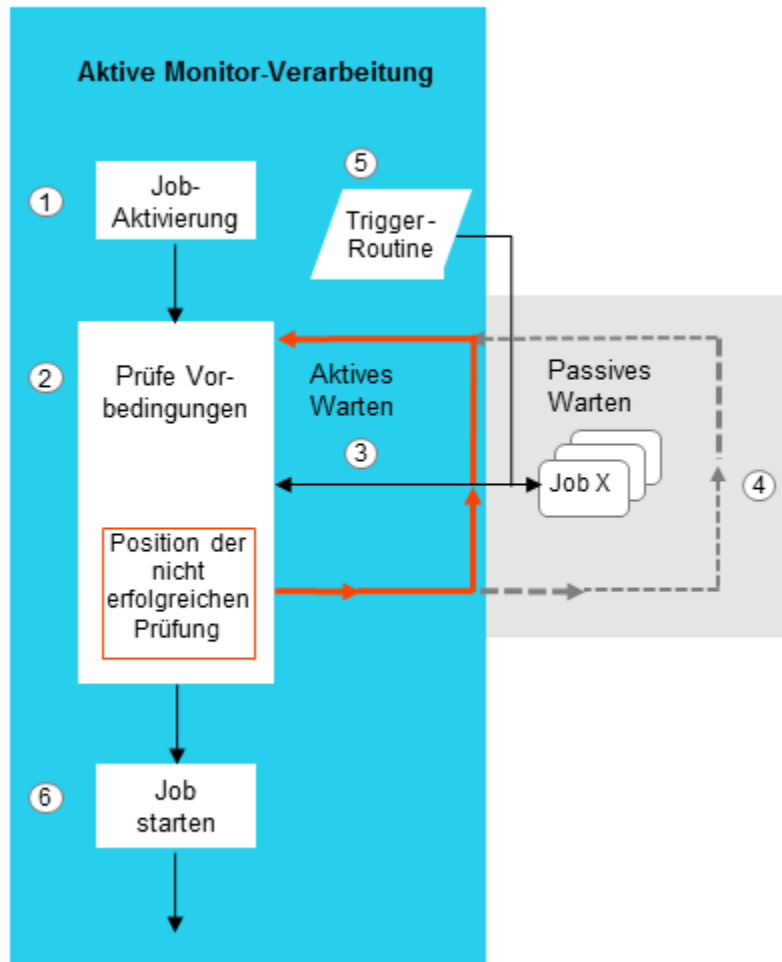 Aktive Monitor-Verarbeitung
1
Job-
Aktivierung
5
Trigger-
Routine
2
Prüfe Vor-
bedingungen
Aktives
Warten
Passives
Warten
3
Job X
4
Position der
nicht
erfolgreichen
Prüfung
6
Job
starten